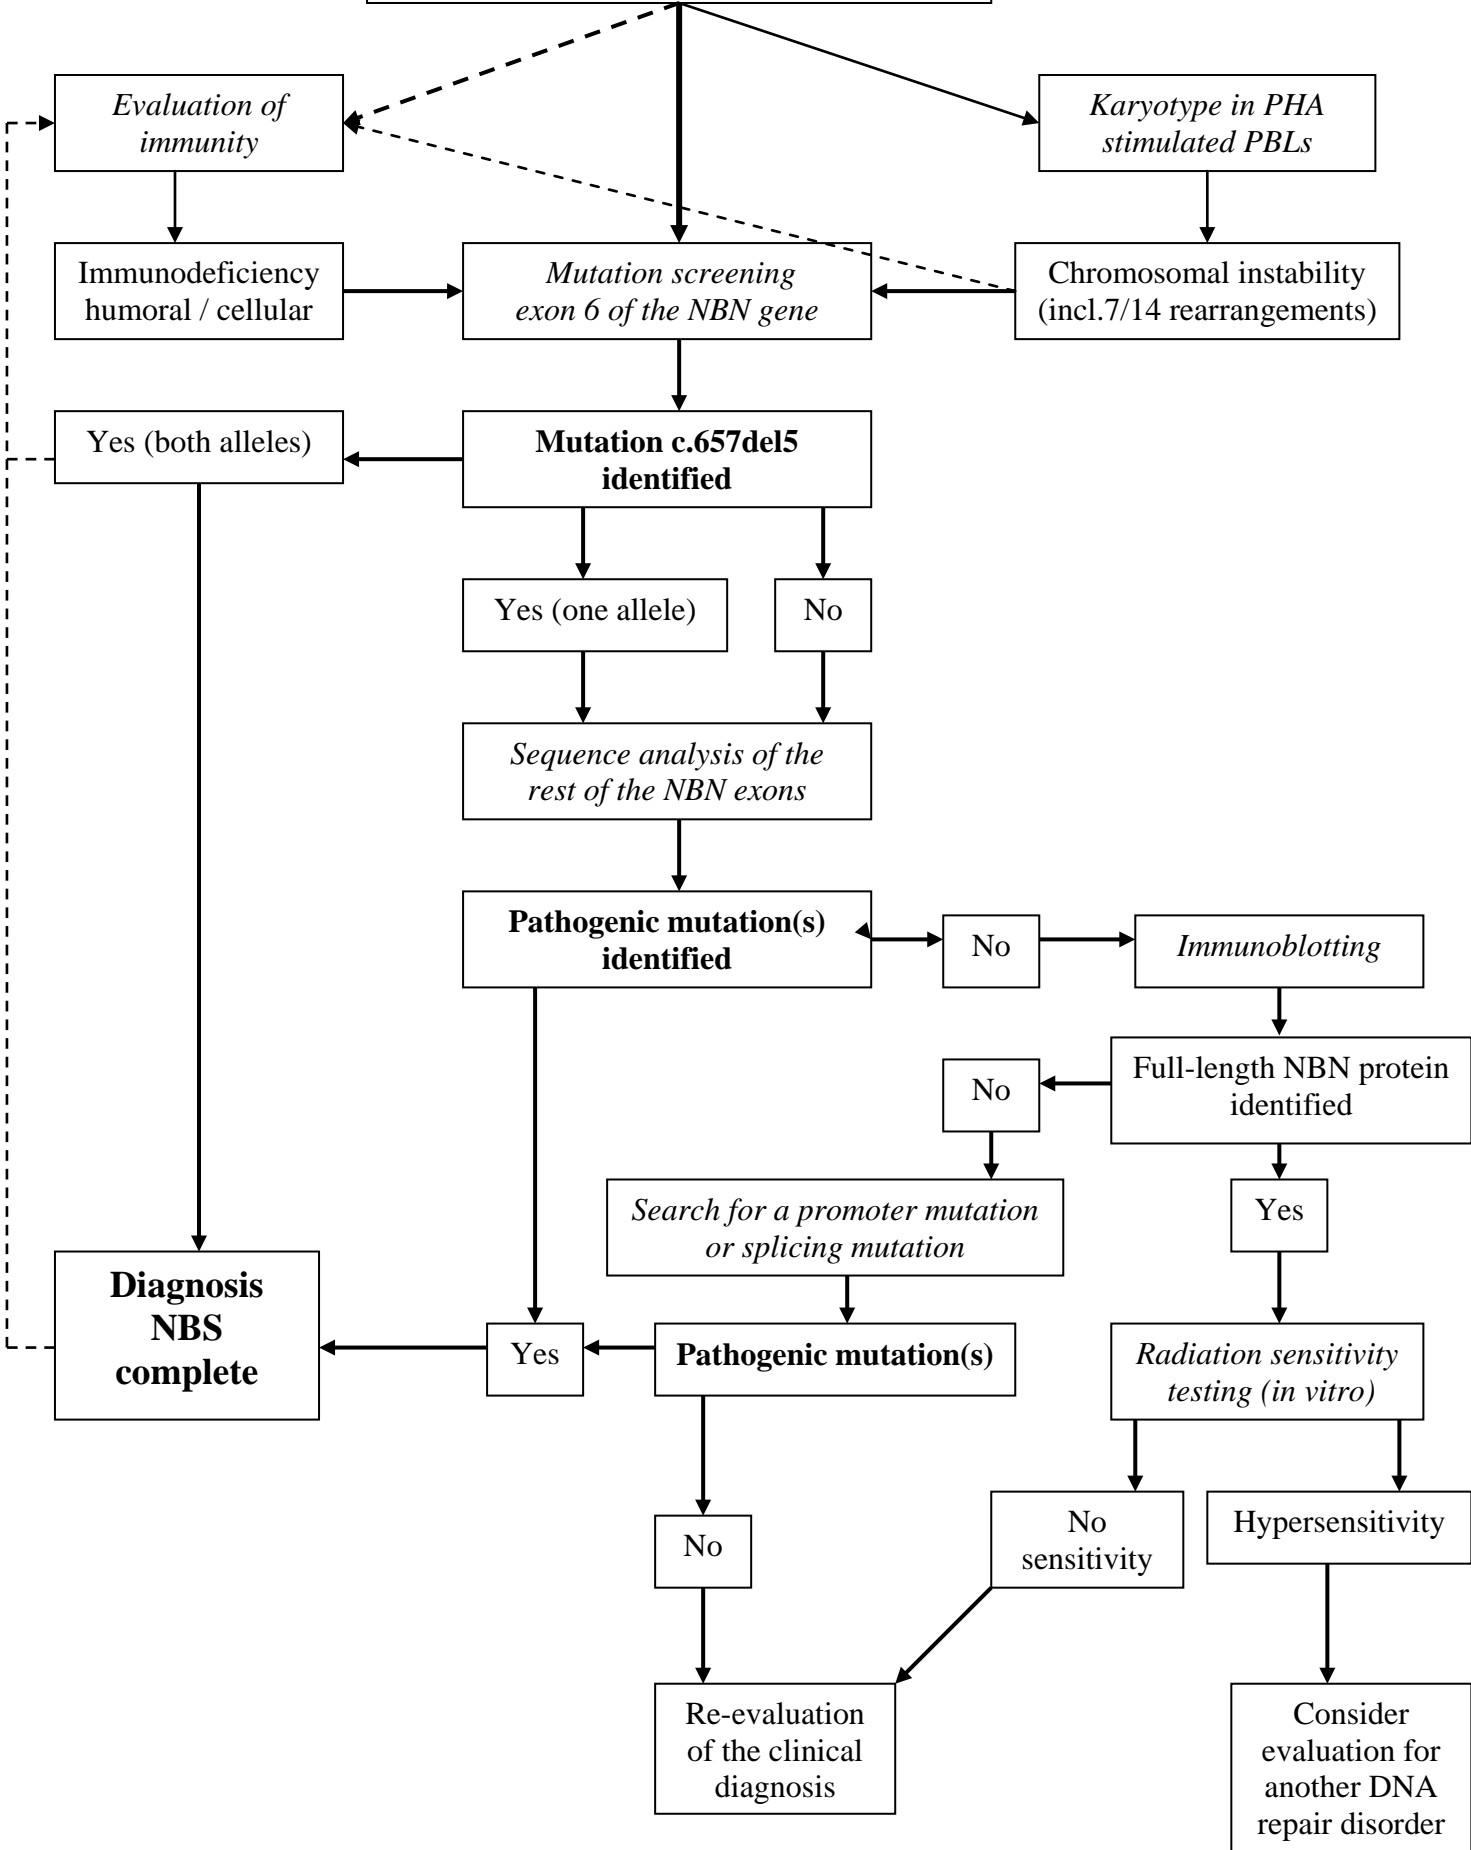 Evaluation of
immunity
Karyotype in PHA
stimulated PBLs
Immunodeficiency
humoral / cellular
Mutation screening
exon 6 of the NBN gene
Chromosomal instability
(incl.7/14 rearrangements)
Yes (both alleles)
Mutation c.657del5
identified
Yes (one allele)
No
Sequence analysis of the
rest of the NBN exons
Pathogenic mutation(s)
identified
No
Immunoblotting
Full-length NBN protein
identified
No
Yes
Search for a promoter mutation
or splicing mutation
Diagnosis
NBS
complete
Yes
Pathogenic mutation(s)
Radiation sensitivity
testing (in vitro)
No
No
sensitivity
Hypersensitivity
Re-evaluation
of the clinical
diagnosis
Consider
evaluation for
another DNA
repair disorder